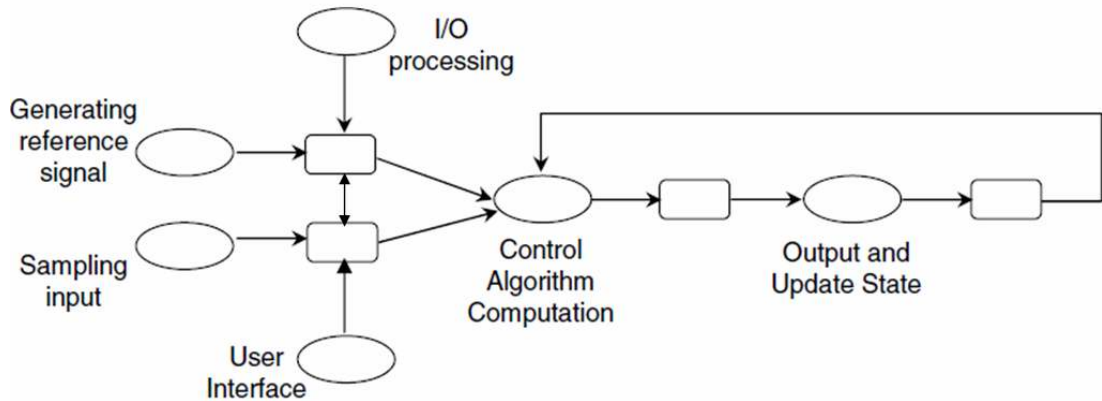 I/O
processing
Generating
reference
signal
Sampling
input
Control
Algorithm
Computation
Output and
Update State
User
Interface